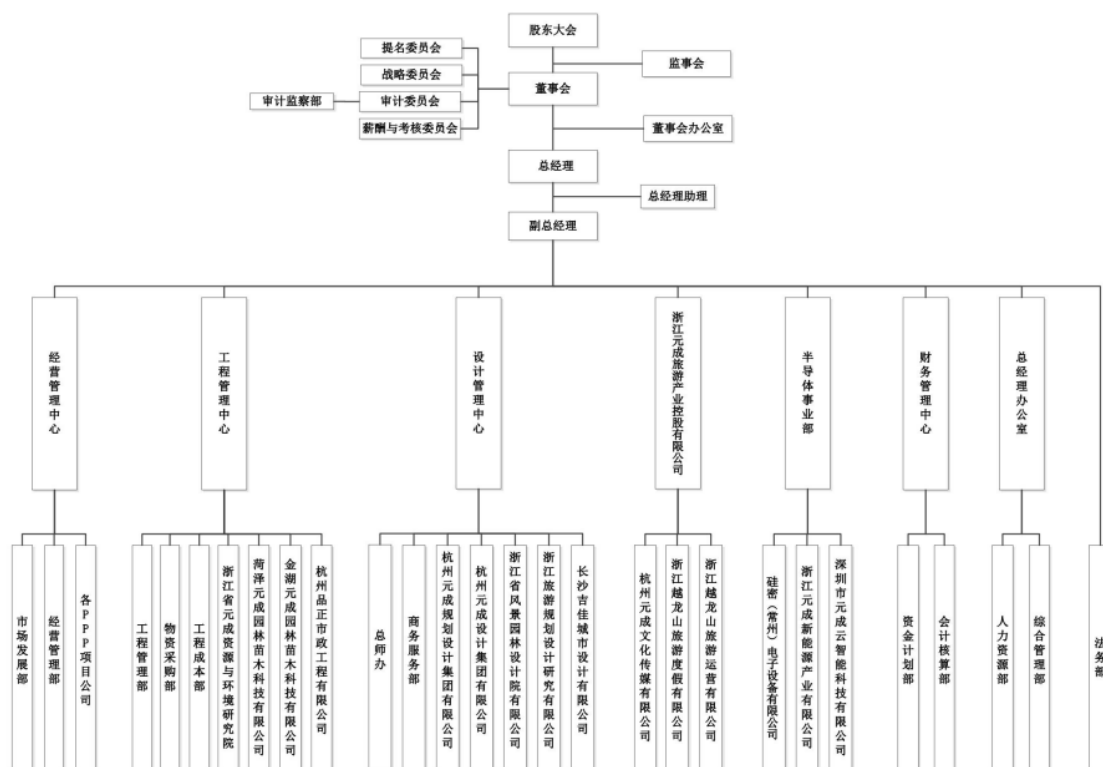 股东大会
提名委员会
监事会
战略委员会
董事会
审计监察部
审计委员会
薪酬与考核委员会
董事会办公室
总经理
总经理助理
副总经理
经营管理中心
工程管理中心
设计管理中心
浙江元成旅游产业控股有限公司
半导体事业部
财务管理中心
总经理办公室
市场发展部
经营管理部
各PPP项目公司
工程管理部
物资采购部
工程成本部
浙江省元成资源与环境研究院
菏泽元成园林苗木科技有限公司
金湖元成园林苗木科技有限公司
杭州品正市政工程有限公司
总师办
商务服务部
杭州元成规划设计集团有限公司
杭州元成设计集团有限公司
浙江省风景园林设计院有限公司
浙江旅游规划设计研究有限公司
长沙吉佳城市设计有限公司
杭州元成文化传媒有限公司
浙江越龙山旅游度假有限公司
浙江越龙山旅游运营有限公司
硅密（常州）电子设备有限公司
浙江元成新能源产业有限公司
深圳市元成云智能科技有限公司
资金计划部
会计核算部
人力资源部
综合管理部
法务部